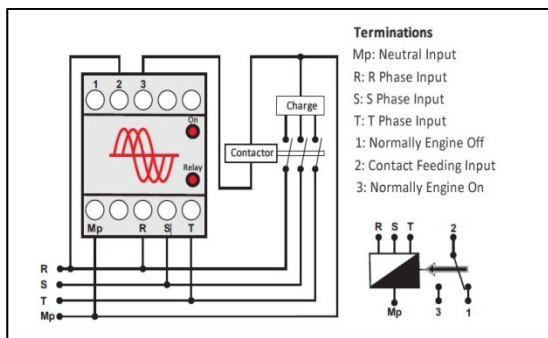 Terminations
Mp: Neutral Input
R: R Phase Input
S: S Phase Input
T: T Phase Input
1: Normally Engine Off
2: Contact Feeding Input
3: Normally Engine On
1 2 3
On
Relay
Mp R S T
Charge
Contactor
R
S
T
Mp
R S T 2
Mp 3 1